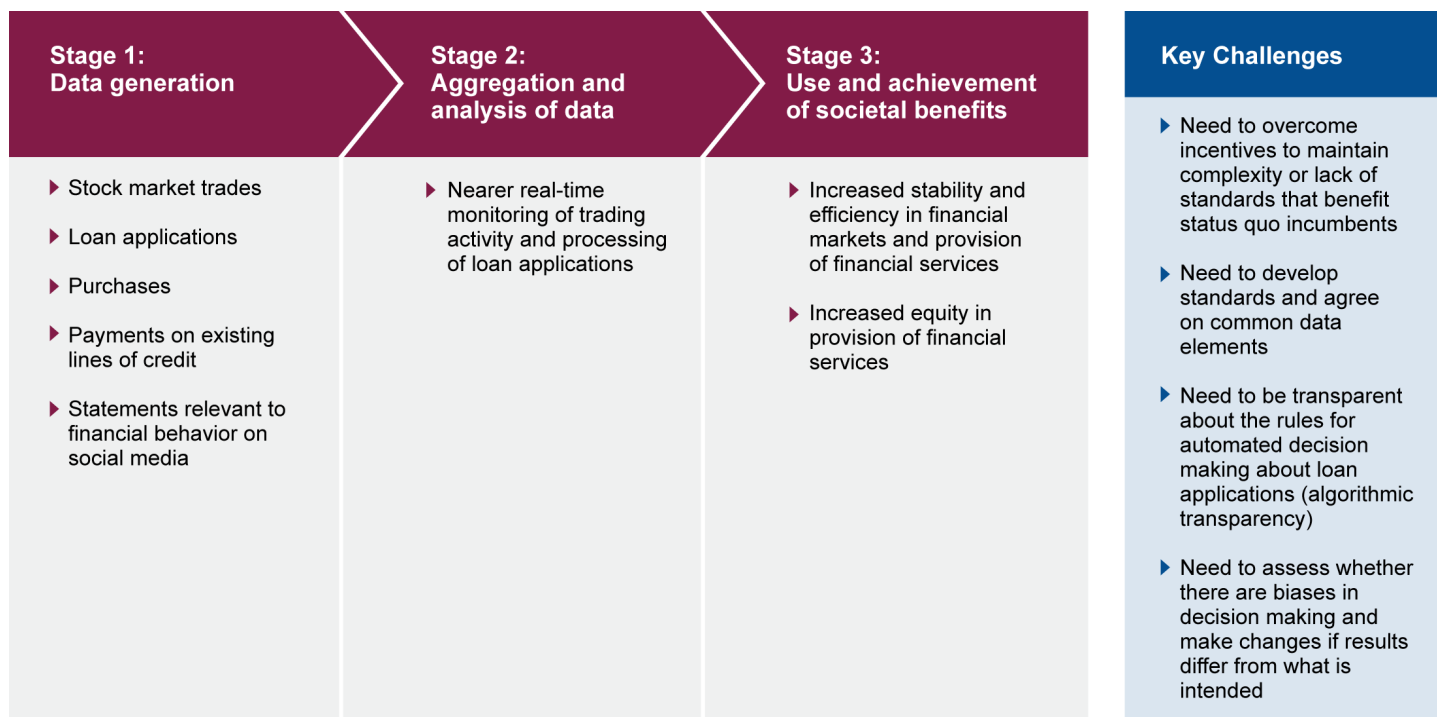 Stage 1:
Data generation
Stock market trades
Loan applications
Purchases
Payments on existing
lines of credit
Statements relevant to
financial behavior on
social media
Stage 2:
Aggregation and
analysis of data
Nearer real-time
monitoring of trading
activity and processing
of loan applications
Stage 3:
Use and achievement
of societal benefits
Increased stability and
efficiency in financial
markets and provision
of financial services
Increased equity in
provision of financial
services
Key Challenges
Need to overcome
incentives to maintain
complexity or lack of
standards that benefit
status quo incumbents
Need to develop
standards and agree
on common data
elements
Need to be transparent
about the rules for
automated decision
making about loan
applications (algorithmic
transparency)
Need to assess whether
there are biases in
decision making and
make changes if results
differ from what is
intended